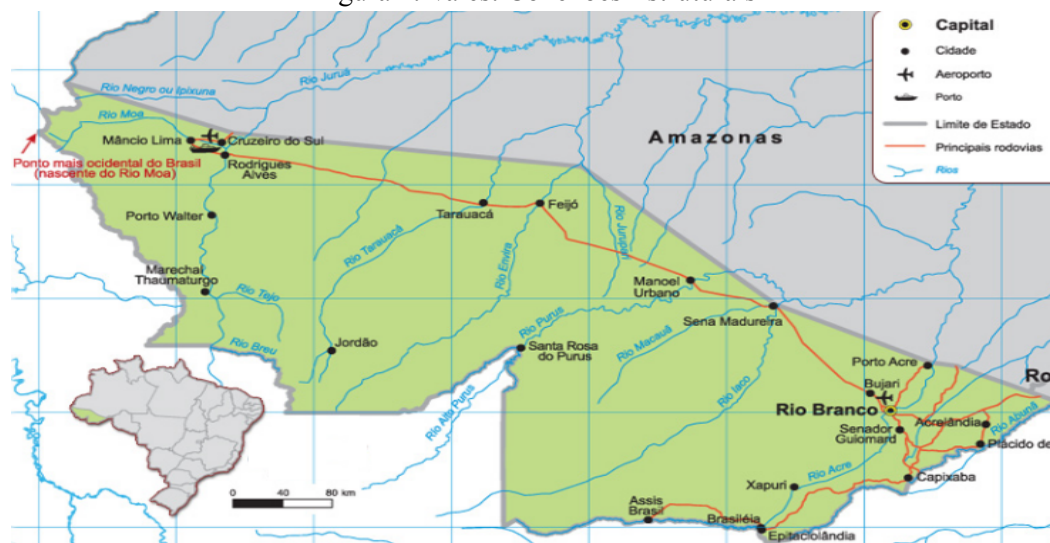 Capital
Cidade
Aeroporto
Porto
Limite de Estado
Principais rodovias
Rios
Amazonas
Rio Juruá
Rio Negro ou Ipixuna
Rio Moa
Mâncio Lima
Cruzeiro do Sul
Ponto mais ocidental do Brasil
(nascente do Rio Moa)
Rodrigues
Alves
Porto Walter
Tarauacá
Feijó
Rio Tarauacá
Rio Envira
Rio Jurupari
Marechal
Thaumaturgo
Rio Tejo
Manoel
Urbano
Rio Purus
Sena Madureira
Rio Macauã
Rio Breu
Jordão
Santa Rosa
do Purus
Porto Acre
Rio Iaco
Rio Alto Purus
Bujari
Rio Branco
Senador
Guiomard
Acrelândia
Rio Abunã
Plácido de
Rio Acre
Xapuri
Capixaba
Assis
Brasil
Brasiléia
Epitaciolândia
0 40 80 km